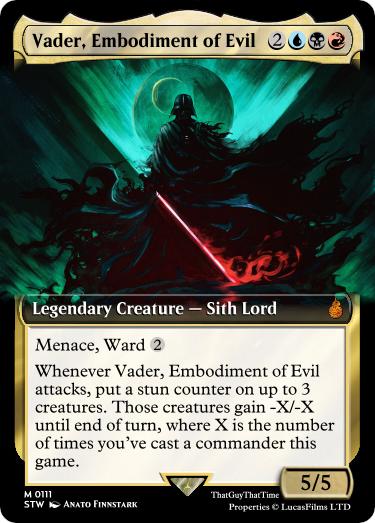 Vader, Embodiment of Evil 2
Legendary Creature — Sith Lord
Menace, Ward 2
Whenever Vader, Embodiment of Evil
attacks, put a stun counter on up to 3
creatures. Those creatures gain -X/-X
until end of turn, where X is the number
of times you've cast a commander this
game.
5/5
M 0111
ThatGuyThatTime
STW ANATO FINNSTARK
Properties © LucasFilms LTD